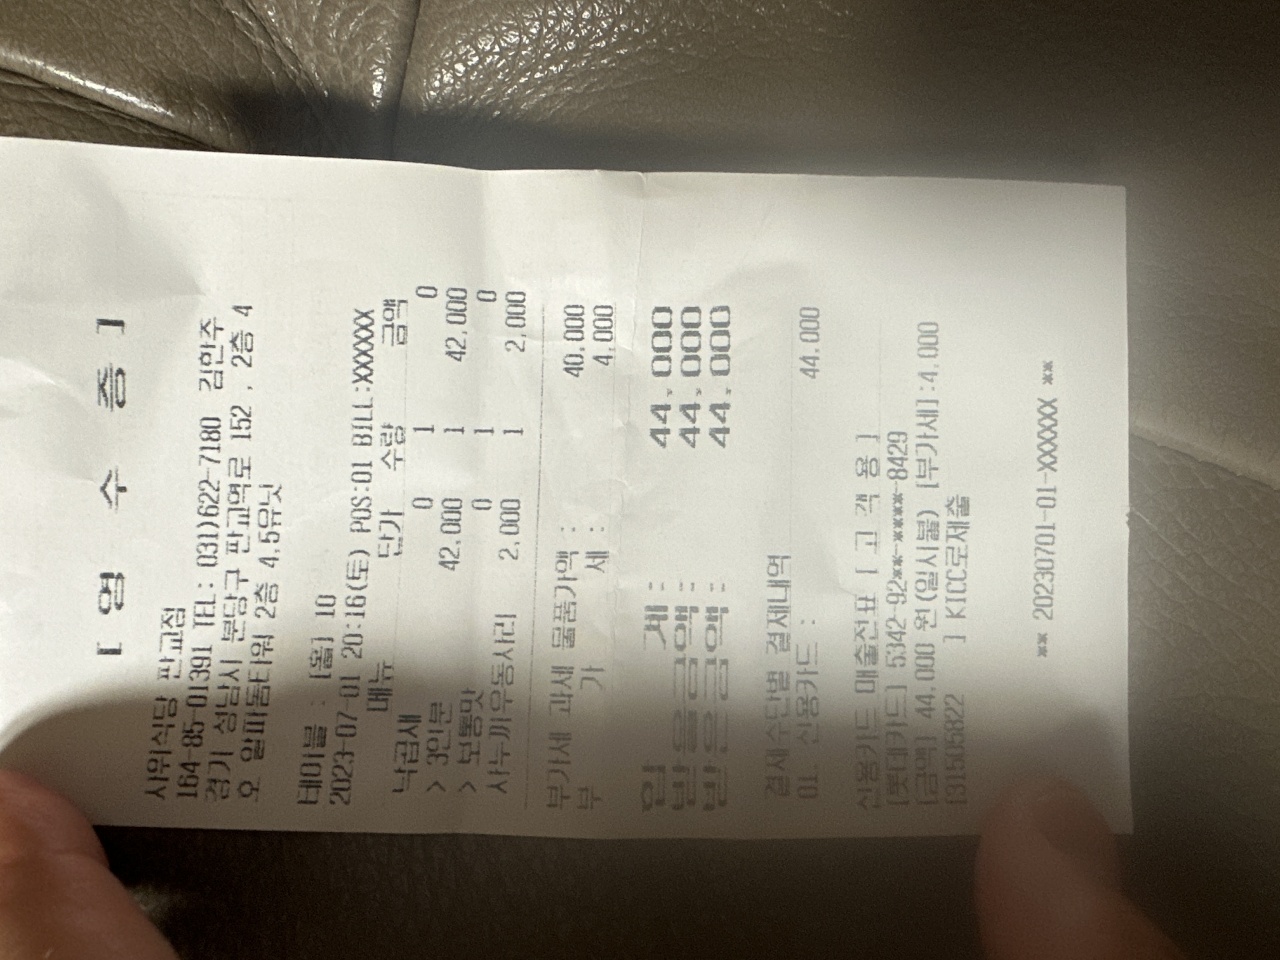 [ 영 수 증 ]
사위식당 판교점
164-85-01391 TEL: 031)622-7180 김한주
경기 성남시 분당구 판교역로 152 , 2층 4
오 알파돔타워 2층 4,5유닛
테이블 : [홀] 10
2023-07-01 20:16(토) POS:01 BILL:XXXXXX
메뉴 단가 수량 금액
낙곱새 0 1 0
> 3인분 42,000 1 42,000
> 보통맛 0 1 0
사누끼우동사리 2,000 1 2,000
부가세 과세 물품가액 : 40,000
부 가 세 : 4,000
합 계 : 44,000
받을금액 : 44,000
받은금액 : 44,000
결제수단별 결제내역
01. 신용카드 : 44,000
신용카드 매출전표 [ 고 객 용 ]
[롯데카드] 5342-92**-****-8429
[금액] 44,000 원(일시불) [부가세]:4,000
[31505822 ] KICC로제출
** 20230701-01-XXXXXX **